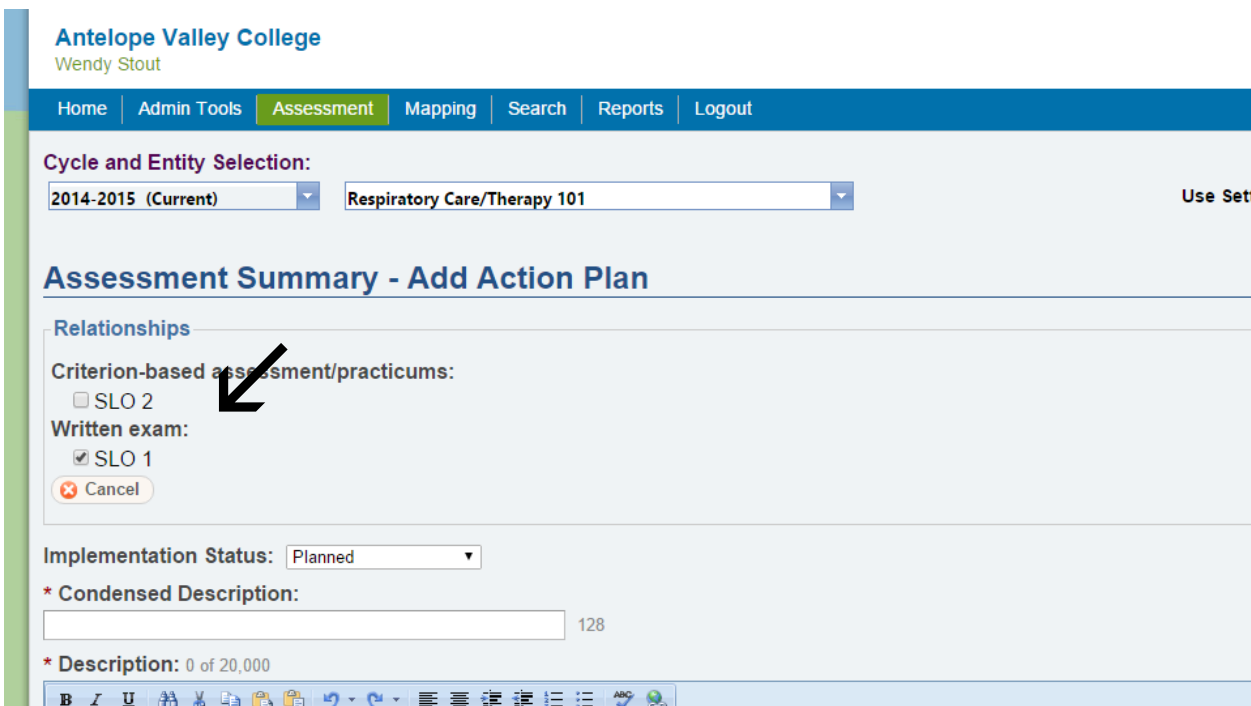 Antelope Valley College
Wendy Stout
Home Admin Tools Assessment Mapping Search Reports Logout
Cycle and Entity Selection:
2014-2015 (Current) Respiratory Care/Therapy 101 Use
Assessment Summary - Add Action Plan
Relationships
Criterion-based assessment/practicums:
SLO 2
Written exam:
SLO 1
Cancel
Implementation Status: Planned
* Condensed Description:
128
* Description: 0 of 20,000
B I U ABC